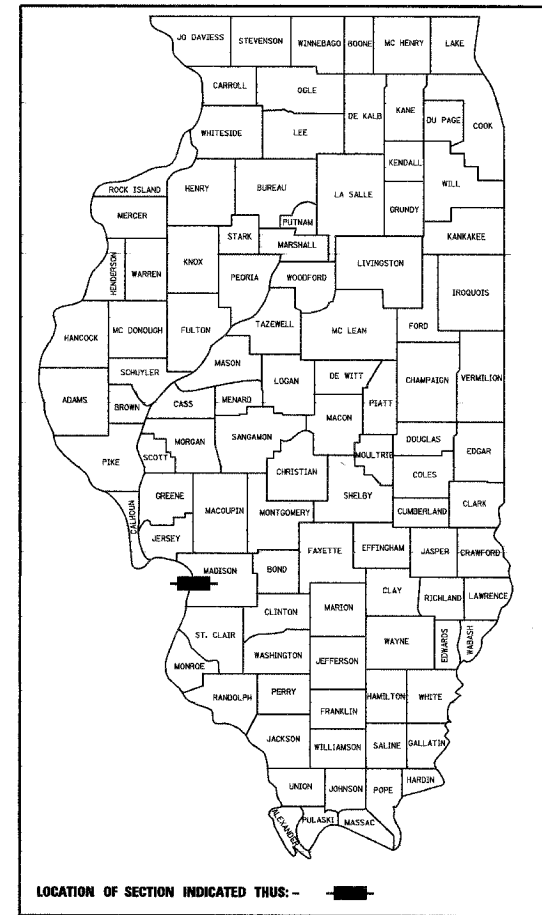 JO DAVIESS STEVENSON WINNEBAGO BOONE MC HENRY LAKE
CARROLL OGLE DE KALB KANE DU PAGE COOK
WHITESIDE LEE
KENDALL WILL
ROCK ISLAND HENRY BUREAU LA SALLE GRUNDY
MERCER PUTNAM KANKAKEE
STARK MARSHALL
HENDERSON WARREN KNOX PEORIA WOODFORD LIVINGSTON IROQUOIS
HANCOCK MC DONOUGH FULTON TAZEWELL MC LEAN FORD
MASON
SCHUYLER LOGAN DE WITT CHAMPAIGN VERMILION
ADAMS BROWN CASS MENARD PIATT
MACON
MORGAN SANGAMON DOUGLAS EDGAR
PIKE SCOTT CHRISTIAN MOULTRIE COLES
SHELBY
GREENE MACOUPIN MONTGOMERY CUMBERLAND CLARK
CALHOUN JERSEY FAYETTE EFFINGHAM JASPER CRAWFORD
MADISON BOND CLAY RICHLAND LAWRENCE
CLINTON MARION
ST. CLAIR WAYNE EDWARDS WABASH
MONROE WASHINGTON JEFFERSON
RANDOLPH PERRY HAMILTON WHITE
FRANKLIN
JACKSON WILLIAMSON SALINE GALLATIN
UNION JOHNSON POPE HARDIN
ALEXANDER PULASKI MASSAC
LOCATION OF SECTION INDICATED THUS: -